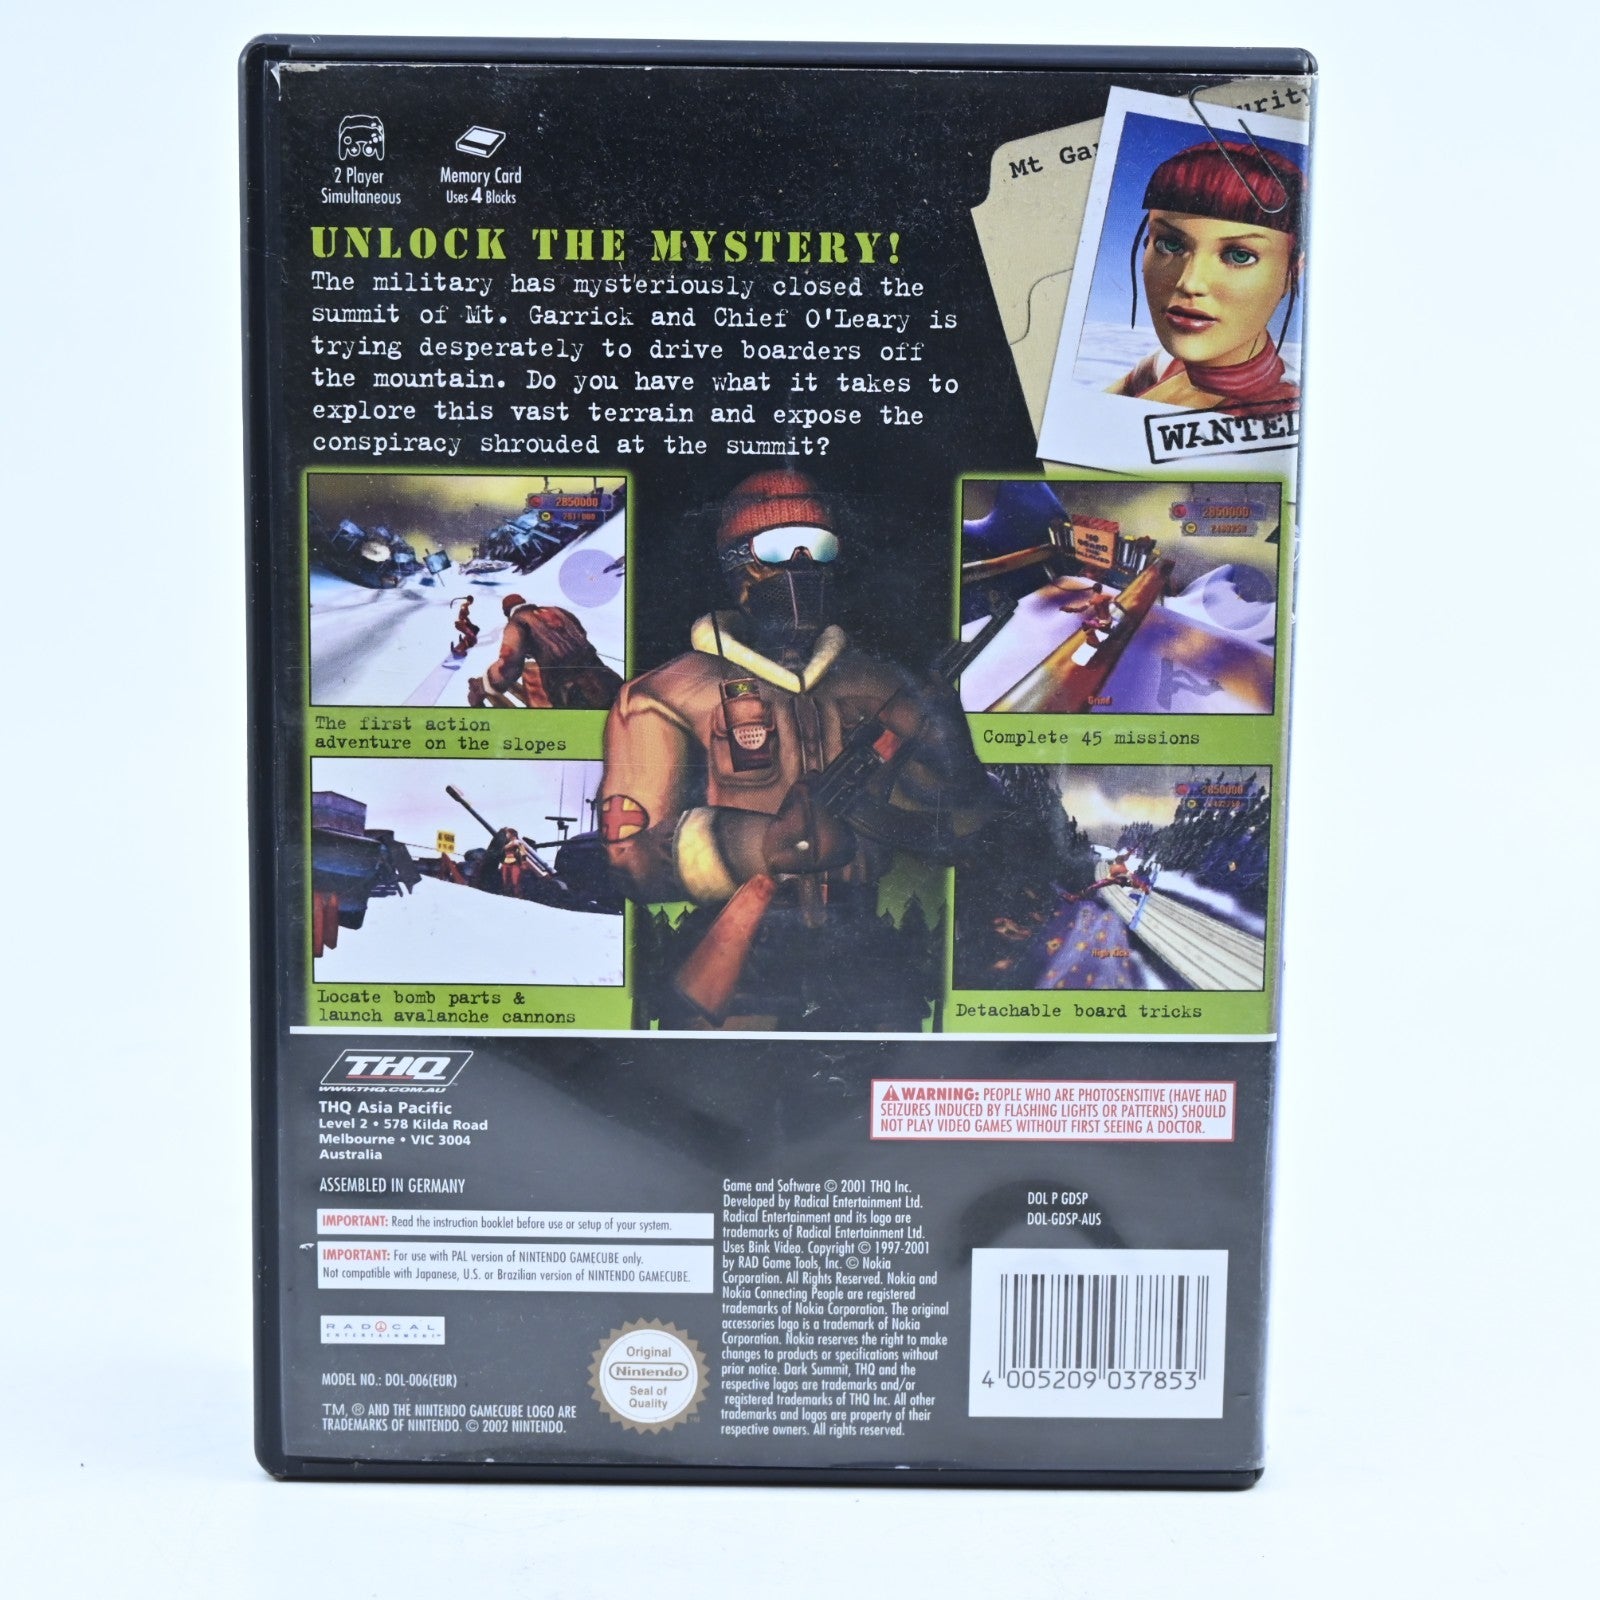 2 Player
Simultaneous
Memory Card
Uses 4 Blocks
Mt Ga
urity
WANTED
UNLOCK THE MYSTERY!
The military has mysteriously closed the
summit of Mt. Garrick and Chief O'Leary is
trying desperately to drive boarders off
the mountain. Do you have what it takes to
explore this vast terrain and expose the
conspiracy shrouded at the summit?
2850000
2850000
Grind
The first action
adventure on the slopes
Complete 45 missions
2850000
High Kick
Locate bomb parts &
launch avalanche cannons
Detachable board tricks
THQ
WWW.THQ.COM.AU
THQ Asia Pacific
Level 2 • 578 Kilda Road
Melbourne • VIC 3004
Australia
ASSEMBLED IN GERMANY
IMPORTANT: Read the instruction booklet before use or setup of your system.
IMPORTANT: For use with PAL version of NINTENDO GAMECUBE only.
Not compatible with Japanese, U.S. or Brazilian version of NINTENDO GAMECUBE.
RADICAL
ENTERTAINMENT
MODEL NO.: DOL-006(EUR)
TM, ® AND THE NINTENDO GAMECUBE LOGO ARE
TRADEMARKS OF NINTENDO. © 2002 NINTENDO.
Original
Nintendo
Seal of
Quality
TM
WARNING: PEOPLE WHO ARE PHOTOSENSITIVE (HAVE HAD
SEIZURES INDUCED BY FLASHING LIGHTS OR PATTERNS) SHOULD
NOT PLAY VIDEO GAMES WITHOUT FIRST SEEING A DOCTOR.
Game and Software © 2001 THQ Inc.
Developed by Radical Entertainment Ltd.
Radical Entertainment and its logo are
trademarks of Radical Entertainment Ltd.
Uses Bink Video. Copyright © 1997-2001
by RAD Game Tools, Inc. © Nokia
Corporation. All Rights Reserved. Nokia and
Nokia Connecting People are registered
trademarks of Nokia Corporation. The original
accessories logo is a trademark of Nokia
Corporation. Nokia reserves the right to make
changes to products or specifications without
prior notice. Dark Summit, THQ and the
respective logos are trademarks and/or
registered trademarks of THQ Inc. All other
trademarks and logos are property of their
respective owners. All rights reserved.
DOL P GDSP
DOL-GDSP-AUS
4 005209 037853